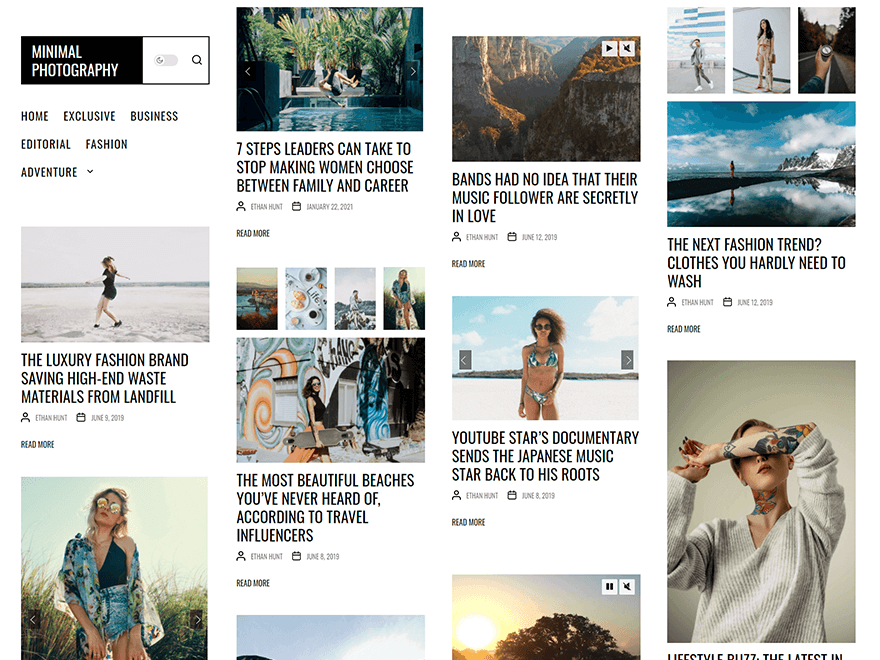 MINIMAL
PHOTOGRAPHY
HOME EXCLUSIVE BUSINESS
EDITORIAL FASHION
ADVENTURE
THE LUXURY FASHION BRAND
SAVING HIGH-END WASTE
MATERIALS FROM LANDFILL
ETHAN HUNT JUNE 9, 2019
READ MORE
7 STEPS LEADERS CAN TAKE TO
STOP MAKING WOMEN CHOOSE
BETWEEN FAMILY AND CAREER
ETHAN HUNT JANUARY 22, 2021
READ MORE
THE MOST BEAUTIFUL BEACHES
YOU'VE NEVER HEARD OF,
ACCORDING TO TRAVEL
INFLUENCERS
ETHAN HUNT JUNE 8, 2019
READ MORE
BANDS HAD NO IDEA THAT THEIR
MUSIC FOLLOWER ARE SECRETLY
IN LOVE
ETHAN HUNT JUNE 12, 2019
READ MORE
YOUTUBE STAR'S DOCUMENTARY
SENDS THE JAPANESE MUSIC
STAR BACK TO HIS ROOTS
ETHAN HUNT JUNE 8, 2019
READ MORE
THE NEXT FASHION TREND?
CLOTHES YOU HARDLY NEED TO
WASH
ETHAN HUNT JUNE 12, 2019
READ MORE
LIFESTYLE BUZZ: THE LATEST IN